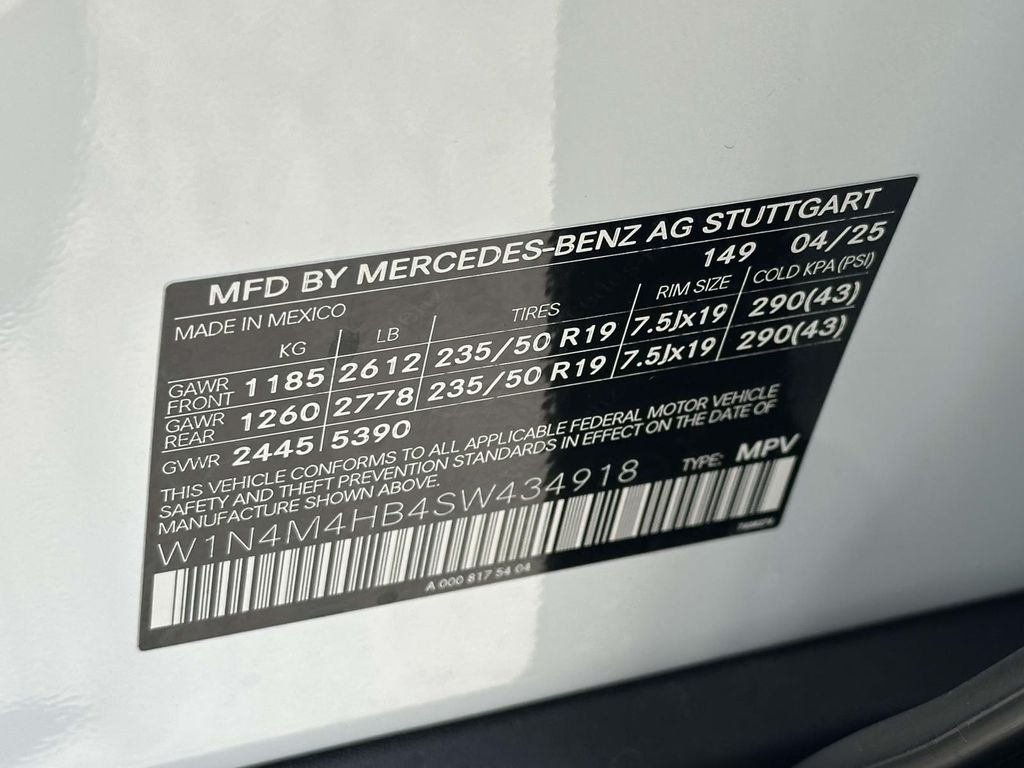 MFD BY MERCEDES-BENZ AG STUTTGART
MADE IN MEXICO 149 04/25
KG LB TIRES RIM SIZE COLD KPA (PSI)
GAWR FRONT 1185 2612 235/50 R19 7.5Jx19 290(43)
GAWR REAR 1260 2778 235/50 R19 7.5Jx19 290(43)
GVWR 2445 5390
THIS VEHICLE CONFORMS TO ALL APPLICABLE FEDERAL MOTOR VEHICLE
SAFETY AND THEFT PREVENTION STANDARDS IN EFFECT ON THE DATE OF
MANUFACTURE SHOWN ABOVE.
W1N4M4HB4SW434918 TYPE: MPV
A 000 817 54 04